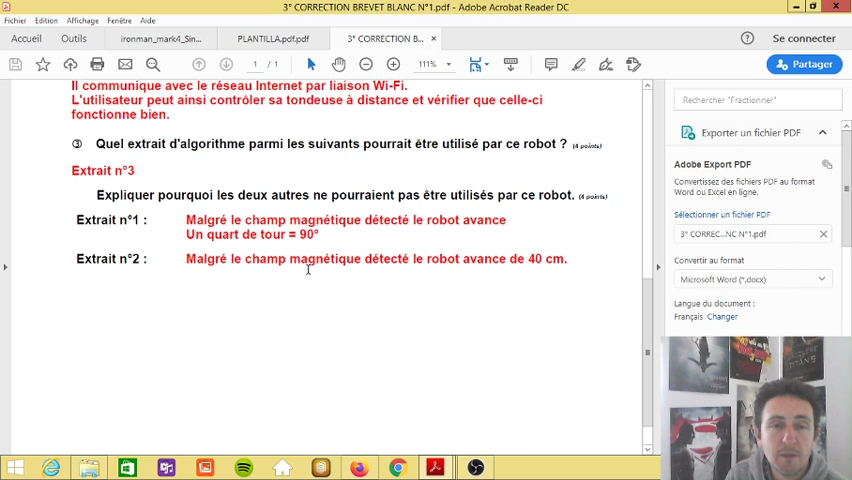 3° CORRECTION BREVET BLANC N°1.pdf - Adobe Acrobat Reader DC
Fichier Edition Affichage Fenêtre Aide
Accueil Outils ironman_mark4_Sin... PLANTILLA.pdf.pdf 3° CORRECTION B... Se connecter
1 / 1 111% Partager
Il communique avec le réseau Internet par liaison Wi-Fi.
L'utilisateur peut ainsi contrôler sa tondeuse à distance et vérifier que celle-ci
fonctionne bien.
③ Quel extrait d'algorithme parmi les suivants pourrait être utilisé par ce robot ? (4 points)
Extrait n°3
Expliquer pourquoi les deux autres ne pourraient pas être utilisés par ce robot. (4 points)
Extrait n°1 : Malgré le champ magnétique détecté le robot avance
Un quart de tour = 90°
Extrait n°2 : Malgré le champ magnétique détecté le robot avance de 40 cm.
Rechercher "Fractionner"
Exporter un fichier PDF
Adobe Export PDF
Convertissez des fichiers PDF au format
Word ou Excel en ligne.
Sélectionner un fichier PDF
3° CORREC...NC N°1.pdf
Convertir au format
Microsoft Word (*.docx)
Langue du document :
Français Changer